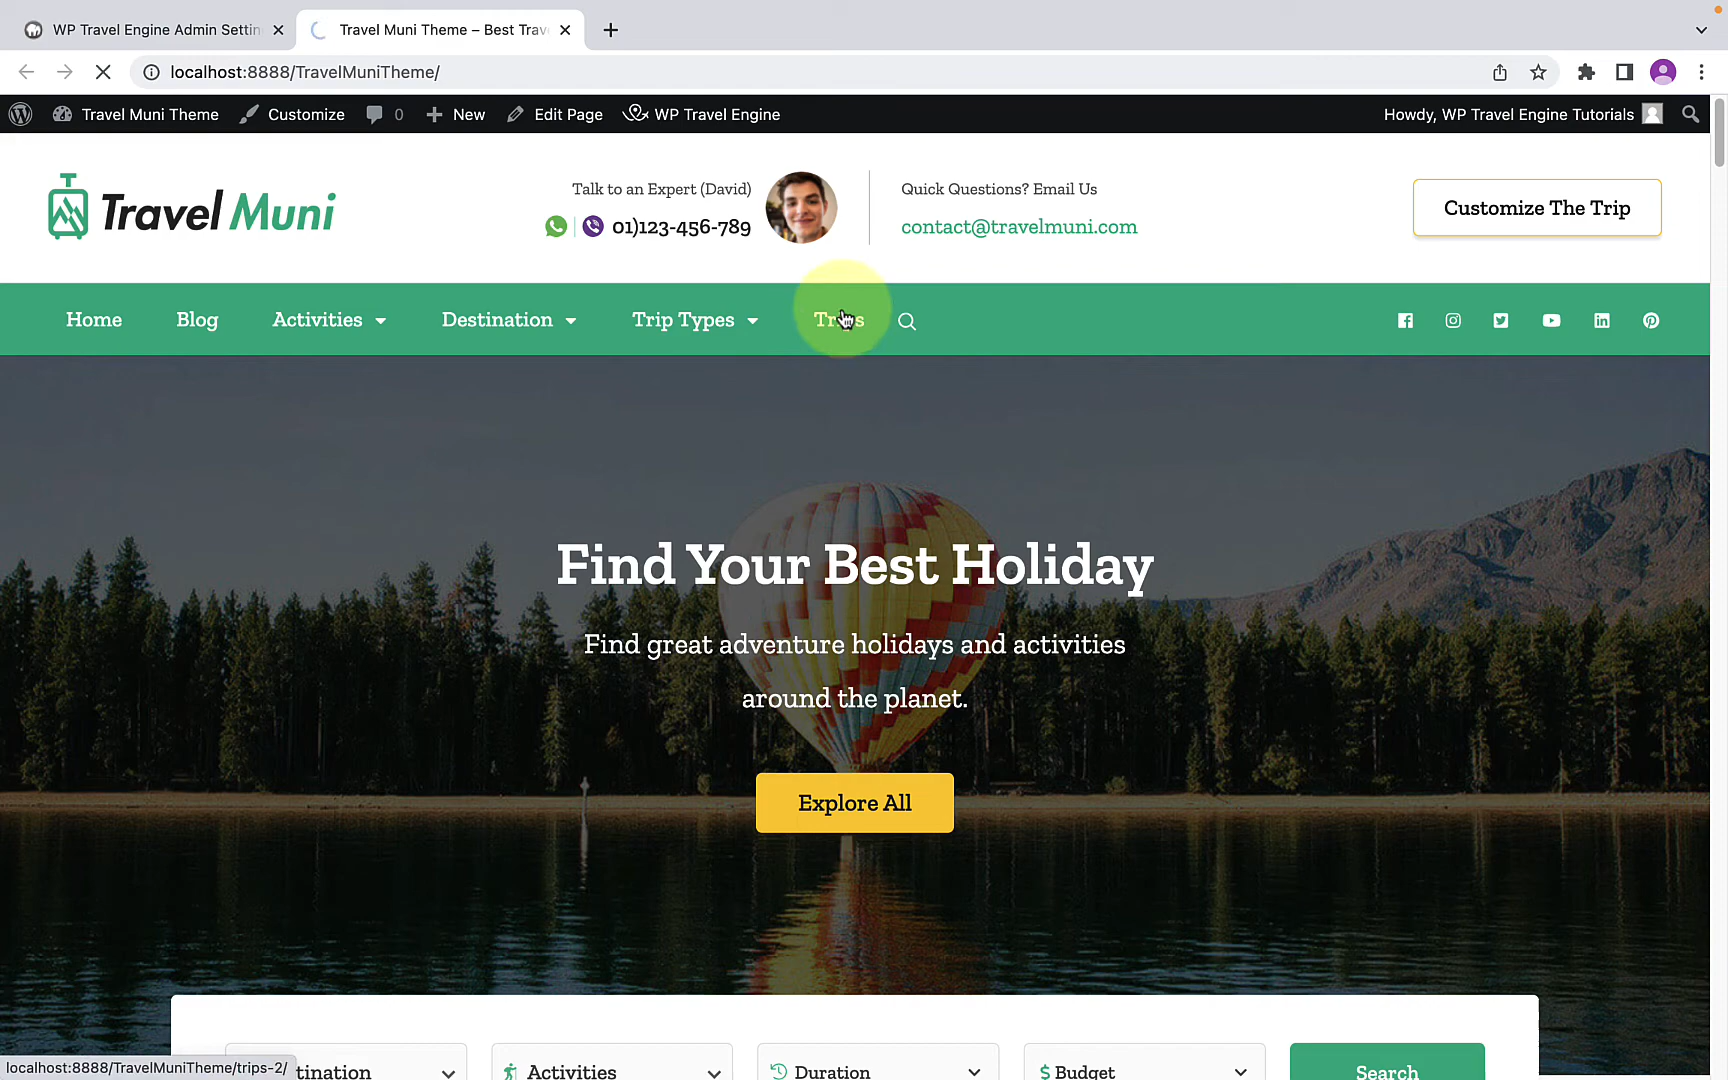 WP Travel Engine Admin Settin
Travel Muni Theme – Best Trav
localhost:8888/TravelMuniTheme/
Travel Muni Theme
Customize
0
New
Edit Page
WP Travel Engine
Howdy, WP Travel Engine Tutorials
Travel Muni
Talk to an Expert (David)
01)123-456-789
Quick Questions? Email Us
contact@travelmuni.com
Customize The Trip
Home
Blog
Activities
Destination
Trip Types
Trips
Find Your Best Holiday
Find great adventure holidays and activities
around the planet.
Explore All
tination
Activities
Duration
$ Budget
Search
localhost:8888/TravelMuniTheme/trips-2/